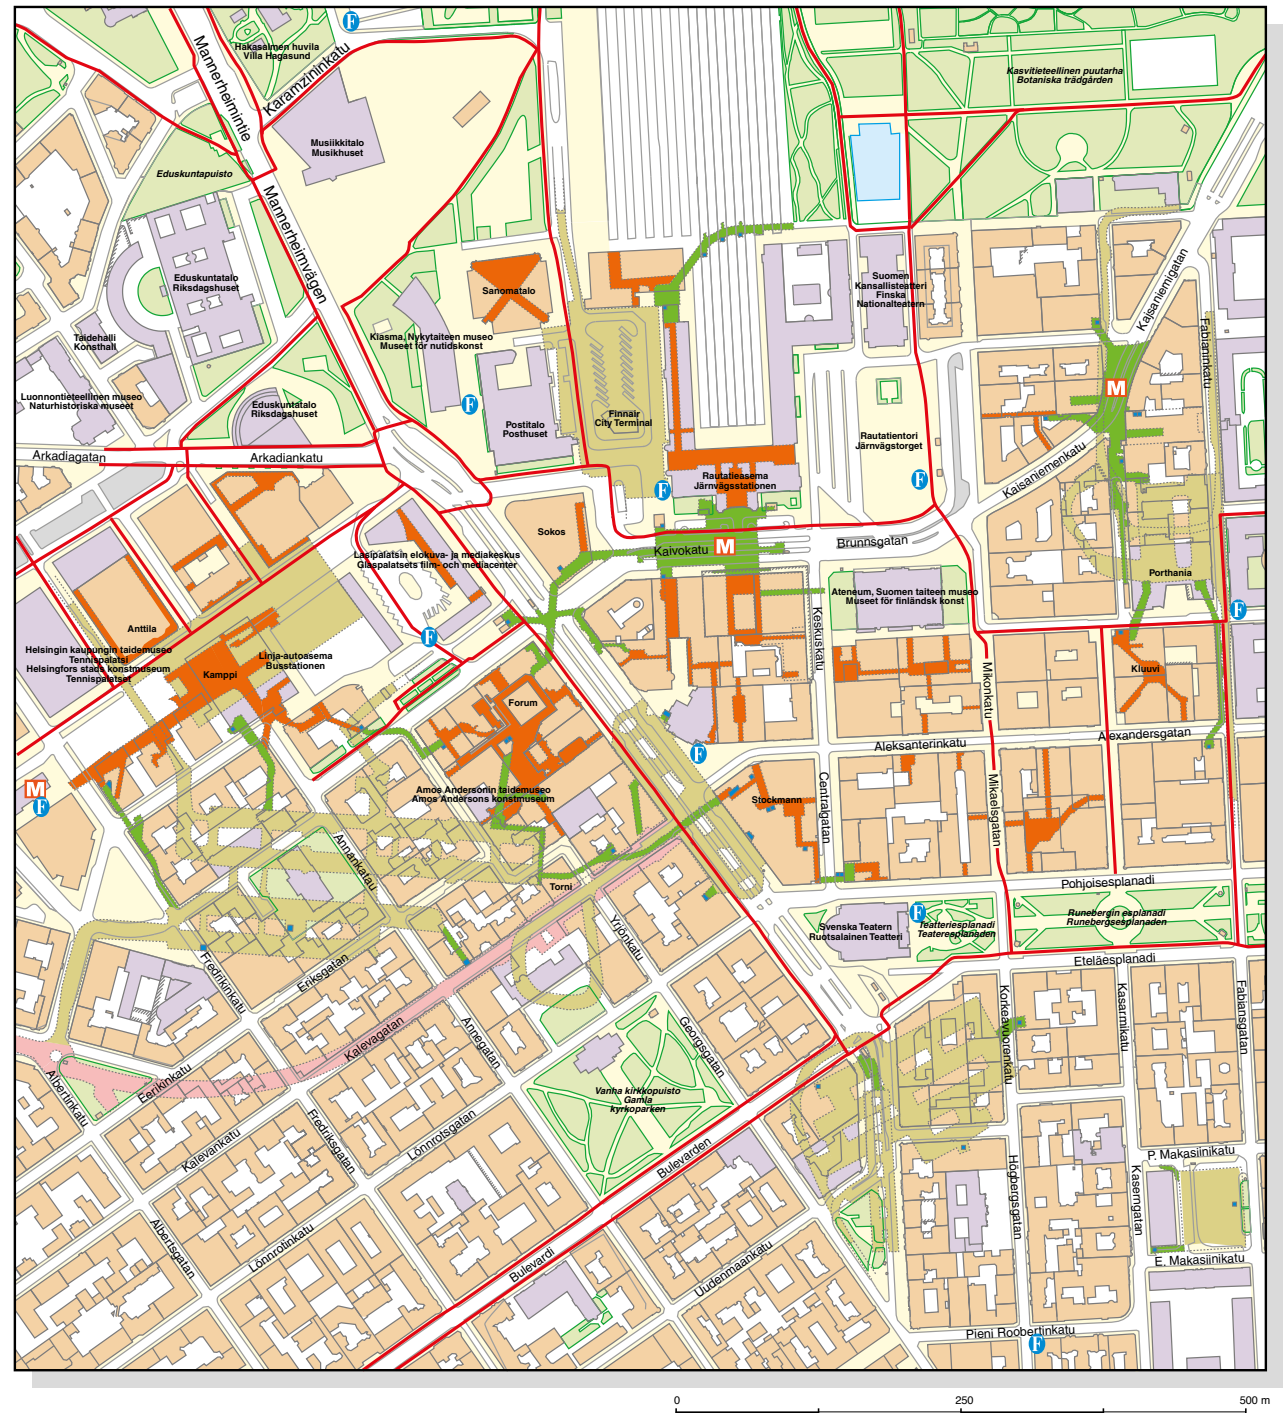 F
Hakasalmen huvila
Villa Hagasund
Karamzininkatu
Mannerheimintie
Kasvitieteellinen puutarha
Botaniska trädgården
Musiikkitalo
Musikhuset
Eduskuntapuisto
Mannerheimvägen
Eduskuntatalo
Riksdagshuset
Sanomatalo
Suomen
Kansallisteatteri
Finska
Nationalteatern
Kaisaniemigatan
Fabianinkatu
Taidehalli
Konsthall
Kiasma, Nykytaiteen museo
Museet för nutidskonst
M
Luonnontieteellinen museo
Naturhistoriska museet
Eduskuntatalo
Riksdagshuset
F
Postitalo
Posthuset
Finnair
City Terminal
Rautatientori
Järnvägstorget
Arkadiagatan
Arkadiankatu
Rautatieasema
Järnvägsstationen
F
F
Kaisaniemenkatu
Sokos
Kaivokatu
M
Brunnsgatan
Lasipalatsin elokuva- ja mediakeskus
Glaspalatsets film- och mediacenter
Porthania
Ateneum, Suomen taiteen museo
Museet för finländsk konst
F
Anttila
F
Keskuskatu
Helsingin kaupungin taidemuseo
Tennispalatsi
Helsingfors stads konstmuseum
Tennispalatset
Linja-autoasema
Busstationen
Kamppi
Kluuvi
Mikonkatu
Forum
Aleksanterinkatu
Alexandersgatan
F
M
F
Amos Andersonin taidemuseo
Amos Andersons konstmuseum
Stockmann
Centralgatan
Mikaelsgatan
Annankatau
Torni
Pohjoisesplanadi
F
Svenska Teatern
Ruotsalainen Teatteri
Teatteriesplanadi
Teateresplanaden
Runebergin esplanadi
Runebergsesplanaden
Yrjönkatu
Eteläesplanadi
Fredrikinkatu
Eriksgatan
Kalevagatan
Annegatan
Georgsgatan
Korkeavuorenkatu
Kasarmikatu
Fabiansgatan
Albertinkatu
Eerikinkatu
Vanha kirkkopuisto
Gamla
kyrkoparken
Kalevankatu
Fredriksgatan
Lönnrotsgatan
Bulevarden
Högbergsgatan
P. Makasiinikatu
Kaserngatan
Albertsgatan
Lönnrotinkatu
Bulevardi
Uudenmaankatu
E. Makasiinikatu
Pieni Roobertinkatu
F
0
250
500 m